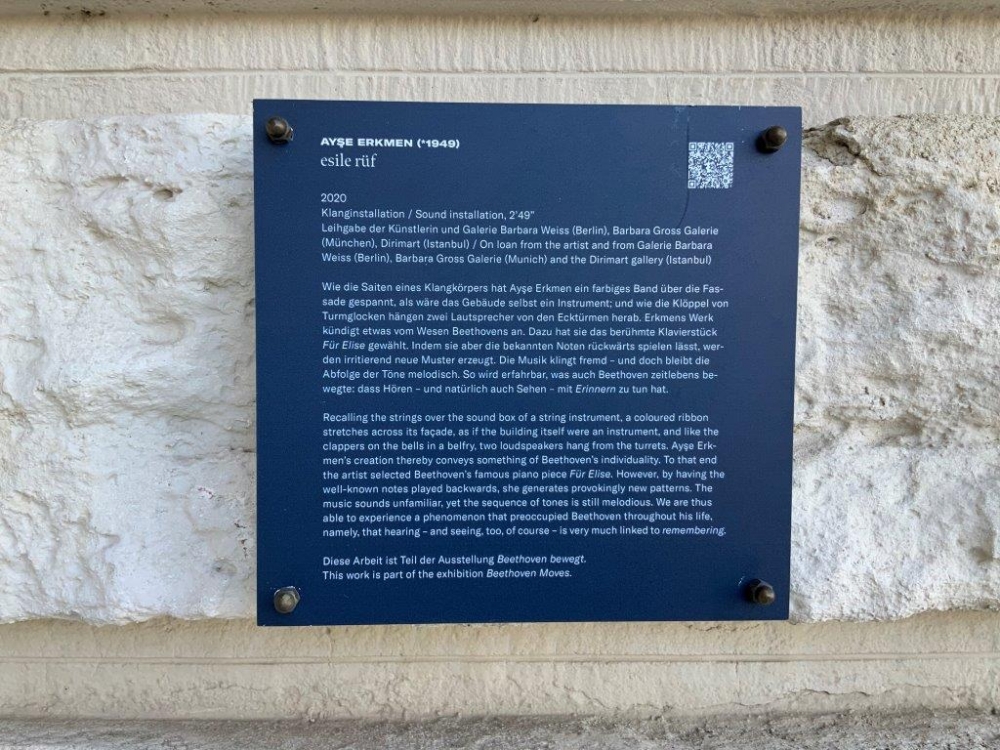 AYŞE ERKMEN (*1949)
esile rüf
2020
Klanginstallation / Sound installation, 2’49”
Leihgabe der Künstlerin und Galerie Barbara Weiss (Berlin), Barbara Gross Galerie
(München), Dirimart (Istanbul) / On loan from the artist and from Galerie Barbara
Weiss (Berlin), Barbara Gross Galerie (Munich) and the Dirimart gallery (Istanbul)
Wie die Saiten eines Klangkörpers hat Ayşe Erkmen ein farbiges Band über die Fas-
sade gespannt, als wäre das Gebäude selbst ein Instrument; und wie die Klöppel von
Turmglocken hängen zwei Lautsprecher von den Ecktürmen herab. Erkmens Werk
kündigt etwas vom Wesen Beethovens an. Dazu hat sie das berühmte Klavierstück
Für Elise gewählt. Indem sie aber die bekannten Noten rückwärts spielen lässt, wer-
den irritierend neue Muster erzeugt. Die Musik klingt fremd – und doch bleibt die
Abfolge der Töne melodisch. So wird erfahrbar, was auch Beethoven zeitlebens be-
wegte: dass Hören – und natürlich auch Sehen – mit Erinnern zu tun hat.
Recalling the strings over the sound box of a string instrument, a coloured ribbon
stretches across its façade, as if the building itself were an instrument, and like the
clappers on the bells in a belfry, two loudspeakers hang from the turrets. Ayşe Erk-
men’s creation thereby conveys something of Beethoven’s individuality. To that end
the artist selected Beethoven’s famous piano piece Für Elise. However, by having the
well-known notes played backwards, she generates provokingly new patterns. The
music sounds unfamiliar, yet the sequence of tones is still melodious. We are thus
able to experience a phenomenon that preoccupied Beethoven throughout his life,
namely, that hearing – and seeing, too, of course – is very much linked to remembering.
Diese Arbeit ist Teil der Ausstellung Beethoven bewegt.
This work is part of the exhibition Beethoven Moves.